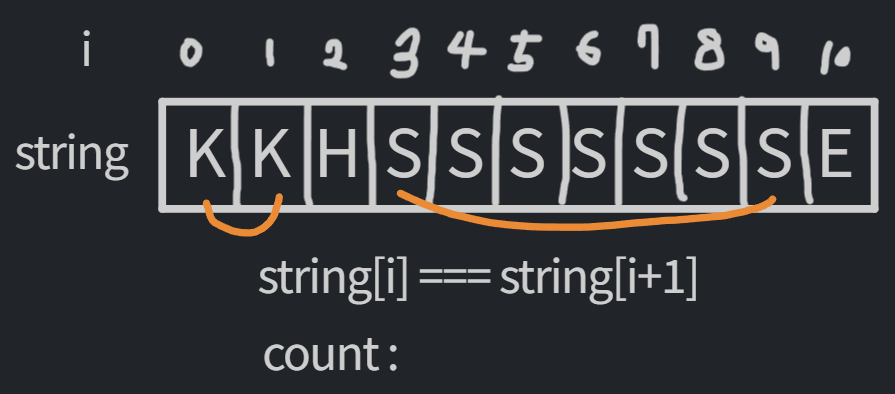 i 0 1 2 3 4 5 6 7 8 9 10
string K K H S S S S S S S E
string[i] === string[i+1]
count :